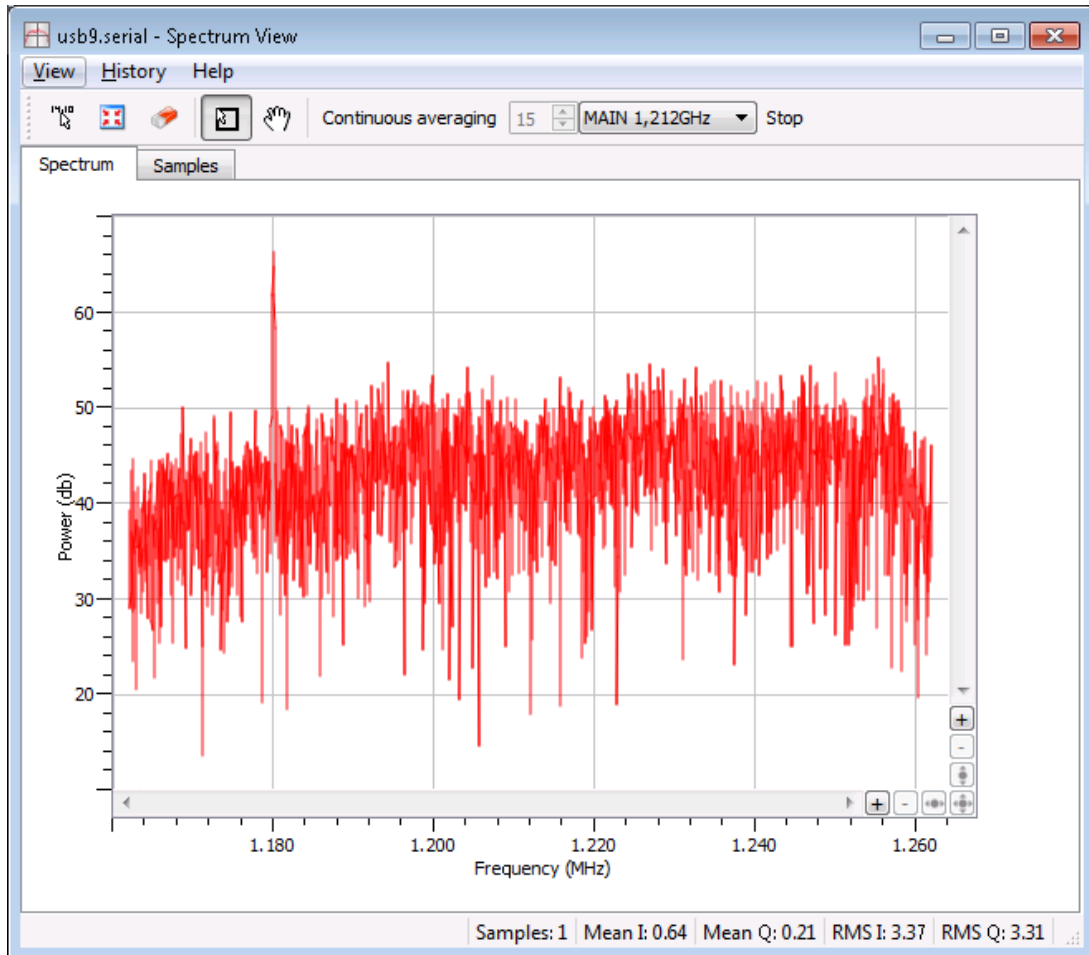 usb9.serial - Spectrum View
View History Help
Continuous averaging 15 MAIN 1,212GHz Stop
Spectrum Samples
60
50
40
30
20
Power (db)
1.180 1.200 1.220 1.240 1.260
Frequency (MHz)
Samples: 1 Mean I: 0.64 Mean Q: 0.21 RMS I: 3.37 RMS Q: 3.31